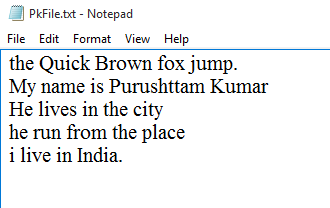 PkFile.txt - Notepad
File Edit Format View Help
the Quick Brown fox jump.
My name is Purushttam Kumar
He lives in the city
he run from the place
i live in India.